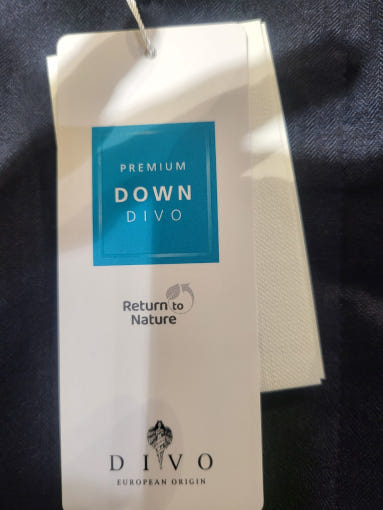 PREMIUM
DOWN
DIVO
Return to
Nature
DIVO
EUROPEAN ORIGIN